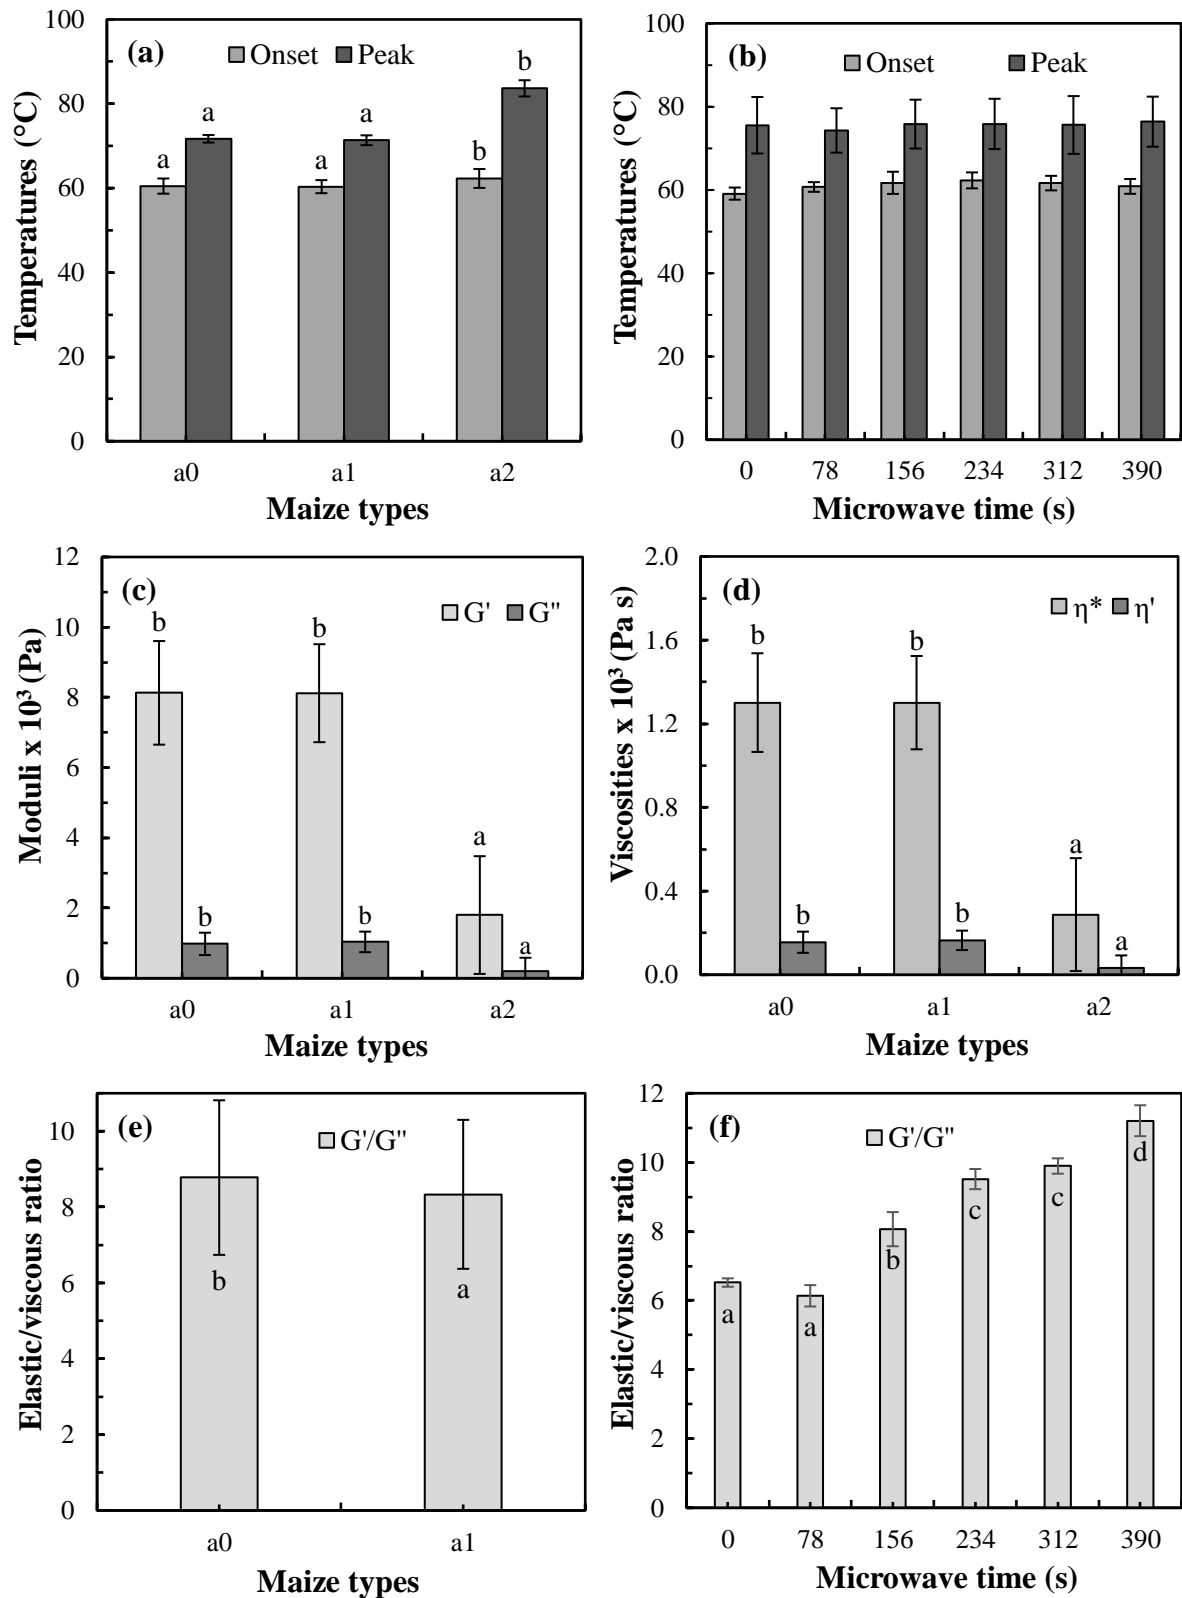 (a)
Onset Peak
Temperatures (°C)
100
80
60
40
20
0
a a
a a
b b
a0 a1 a2
Maize types
(b)
Onset Peak
Temperatures (°C)
100
80
60
40
20
0
0 78 156 234 312 390
Microwave time (s)
(c)
G' G"
Moduli x 10³ (Pa)
12
10
8
6
4
2
0
b b
b b
a a
a0 a1 a2
Maize types
(d)
η* η'
Viscosities x 10³ (Pa s)
2.0
1.6
1.2
0.8
0.4
0.0
b b
b b
a a
a0 a1 a2
Maize types
(e)
G'/G"
Elastic/viscous ratio
10
8
6
4
2
0
b a
a0 a1
Maize types
(f)
G'/G"
Elastic/viscous ratio
12
10
8
6
4
2
0
a a b c c d
0 78 156 234 312 390
Microwave time (s)